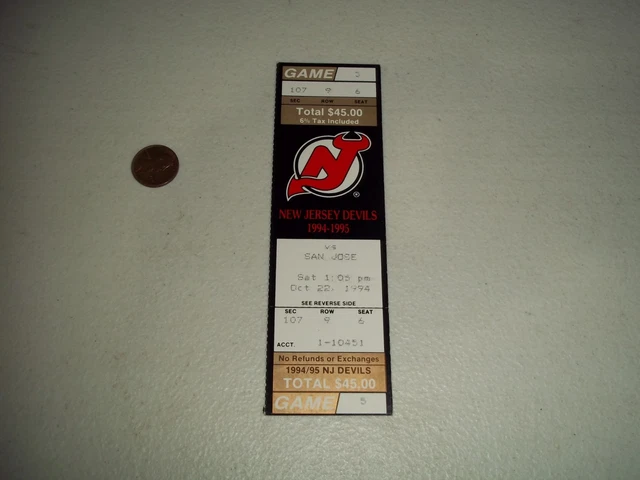 GAME
107 9 6
SEC ROW SEAT
Total $45.00
6% Tax Included
NJ
®
NEW JERSEY DEVILS
1994-1995
vs
SAN JOSE
Sat 1:05 pm
Oct 22, 1994
SEE REVERSE SIDE
SEC ROW SEAT
107 9 6
ACCT. 1-10451
No Refunds or Exchanges
1994/95 NJ DEVILS
TOTAL $45.00
GAME 5